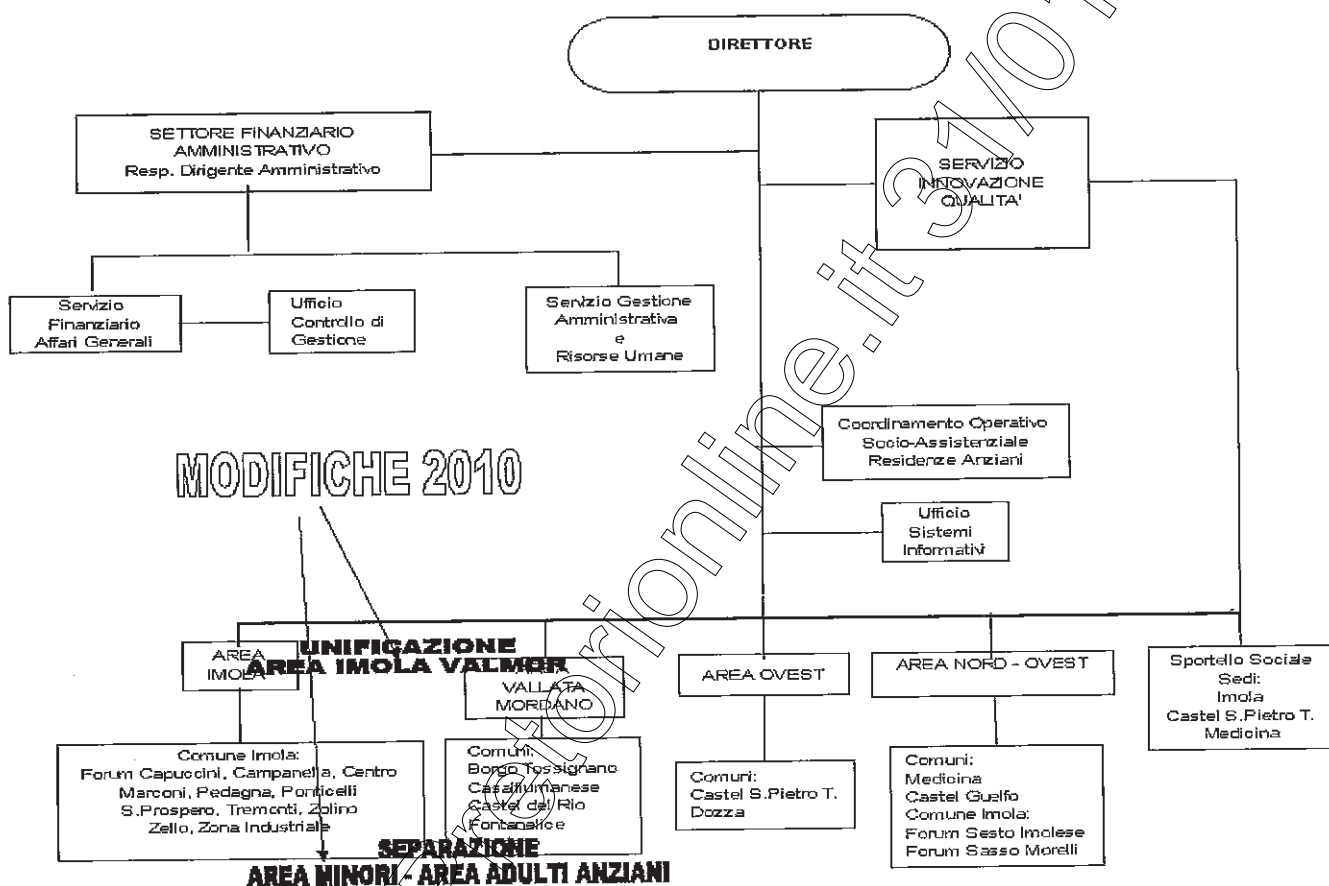 DIRETTORE
SETTORE FINANZIARIO
AMMINISTRATIVO
Resp. Dirigente Amministrativo
SERVIZIO
INNOVAZIONE
QUALITA'
Servizio
Finanziario
Affari Generali
Ufficio
Controllo di
Gestione
Servizio Gestione
Amministrativa
e
Risorse Umane
Coordinamento Operativo
Socio-Assistenziale
Residenze Anziani
MODIFICHE 2010
Ufficio
Sistemi
Informativi
UNIFICAZIONE
AREA IMOLA VALMOR
AREA
IMOLA
VALLATA
MORDANO
AREA OVEST
AREA NORD - OVEST
Sportello Sociale
Sedi:
Imola
Castel S.Pietro T.
Medicina
Comune Imola:
Forum Capuccini, Campanella, Centro
Marconi, Pedagna, Ponticelli
S.Prospero, Tremonti, Zolino
Zello, Zona Industriale
Comuni:
Borgo Tossignano
Casalfiumanese
Castel del Rio
Fontanelice
Comuni:
Castel S.Pietro T.
Dozza
Comuni:
Medicina
Castel Guelfo
Comune Imola:
Forum Sesto Imolese
Forum Sasso Morelli
SEPARAZIONE
AREA MINORI - AREA ADULTI ANZIANI